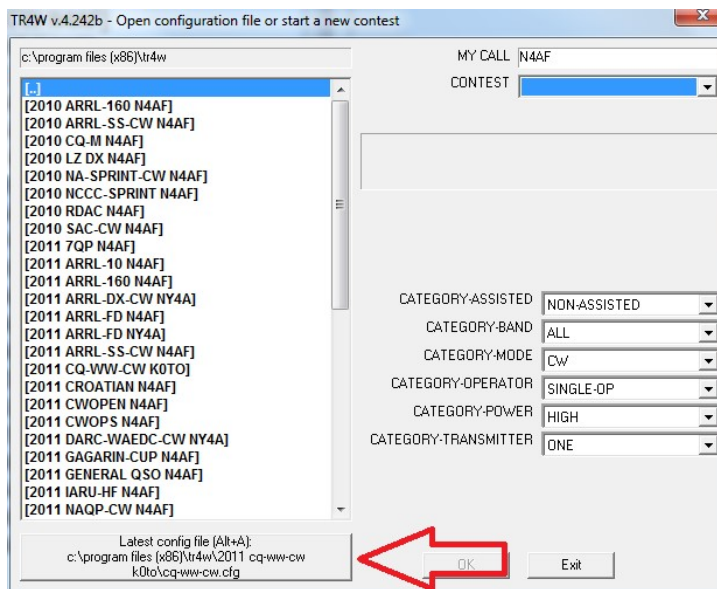 TR4W v.4.242b - Open configuration file or start a new contest
c:\program files (x86)\tr4w
[..]
[2010 ARRL-160 N4AF]
[2010 ARRL-SS-CW N4AF]
[2010 CQ-M N4AF]
[2010 LZ DX N4AF]
[2010 NA-SPRINT-CW N4AF]
[2010 NCCC-SPRINT N4AF]
[2010 RDAC N4AF]
[2010 SAC-CW N4AF]
[2011 7QP N4AF]
[2011 ARRL-10 N4AF]
[2011 ARRL-160 N4AF]
[2011 ARRL-DX-CW NY4A]
[2011 ARRL-FD N4AF]
[2011 ARRL-FD NY4A]
[2011 ARRL-SS-CW N4AF]
[2011 CQ-WW-CW K0TO]
[2011 CROATIAN N4AF]
[2011 CWOPEN N4AF]
[2011 CWOPS N4AF]
[2011 DARC-WAEDC-CW NY4A]
[2011 GAGARIN-CUP N4AF]
[2011 GENERAL QSO N4AF]
[2011 IARU-HF N4AF]
[2011 NAQP-CW N4AF]
Latest config file (Alt+A):
c:\program files (x86)\tr4w\2011 cq-ww-cw
k0to\cq-ww-cw.cfg
MY CALL N4AF
CONTEST
CATEGORY-ASSISTED NON-ASSISTED
CATEGORY-BAND ALL
CATEGORY-MODE CW
CATEGORY-OPERATOR SINGLE-OP
CATEGORY-POWER HIGH
CATEGORY-TRANSMITTER ONE
OK
Exit